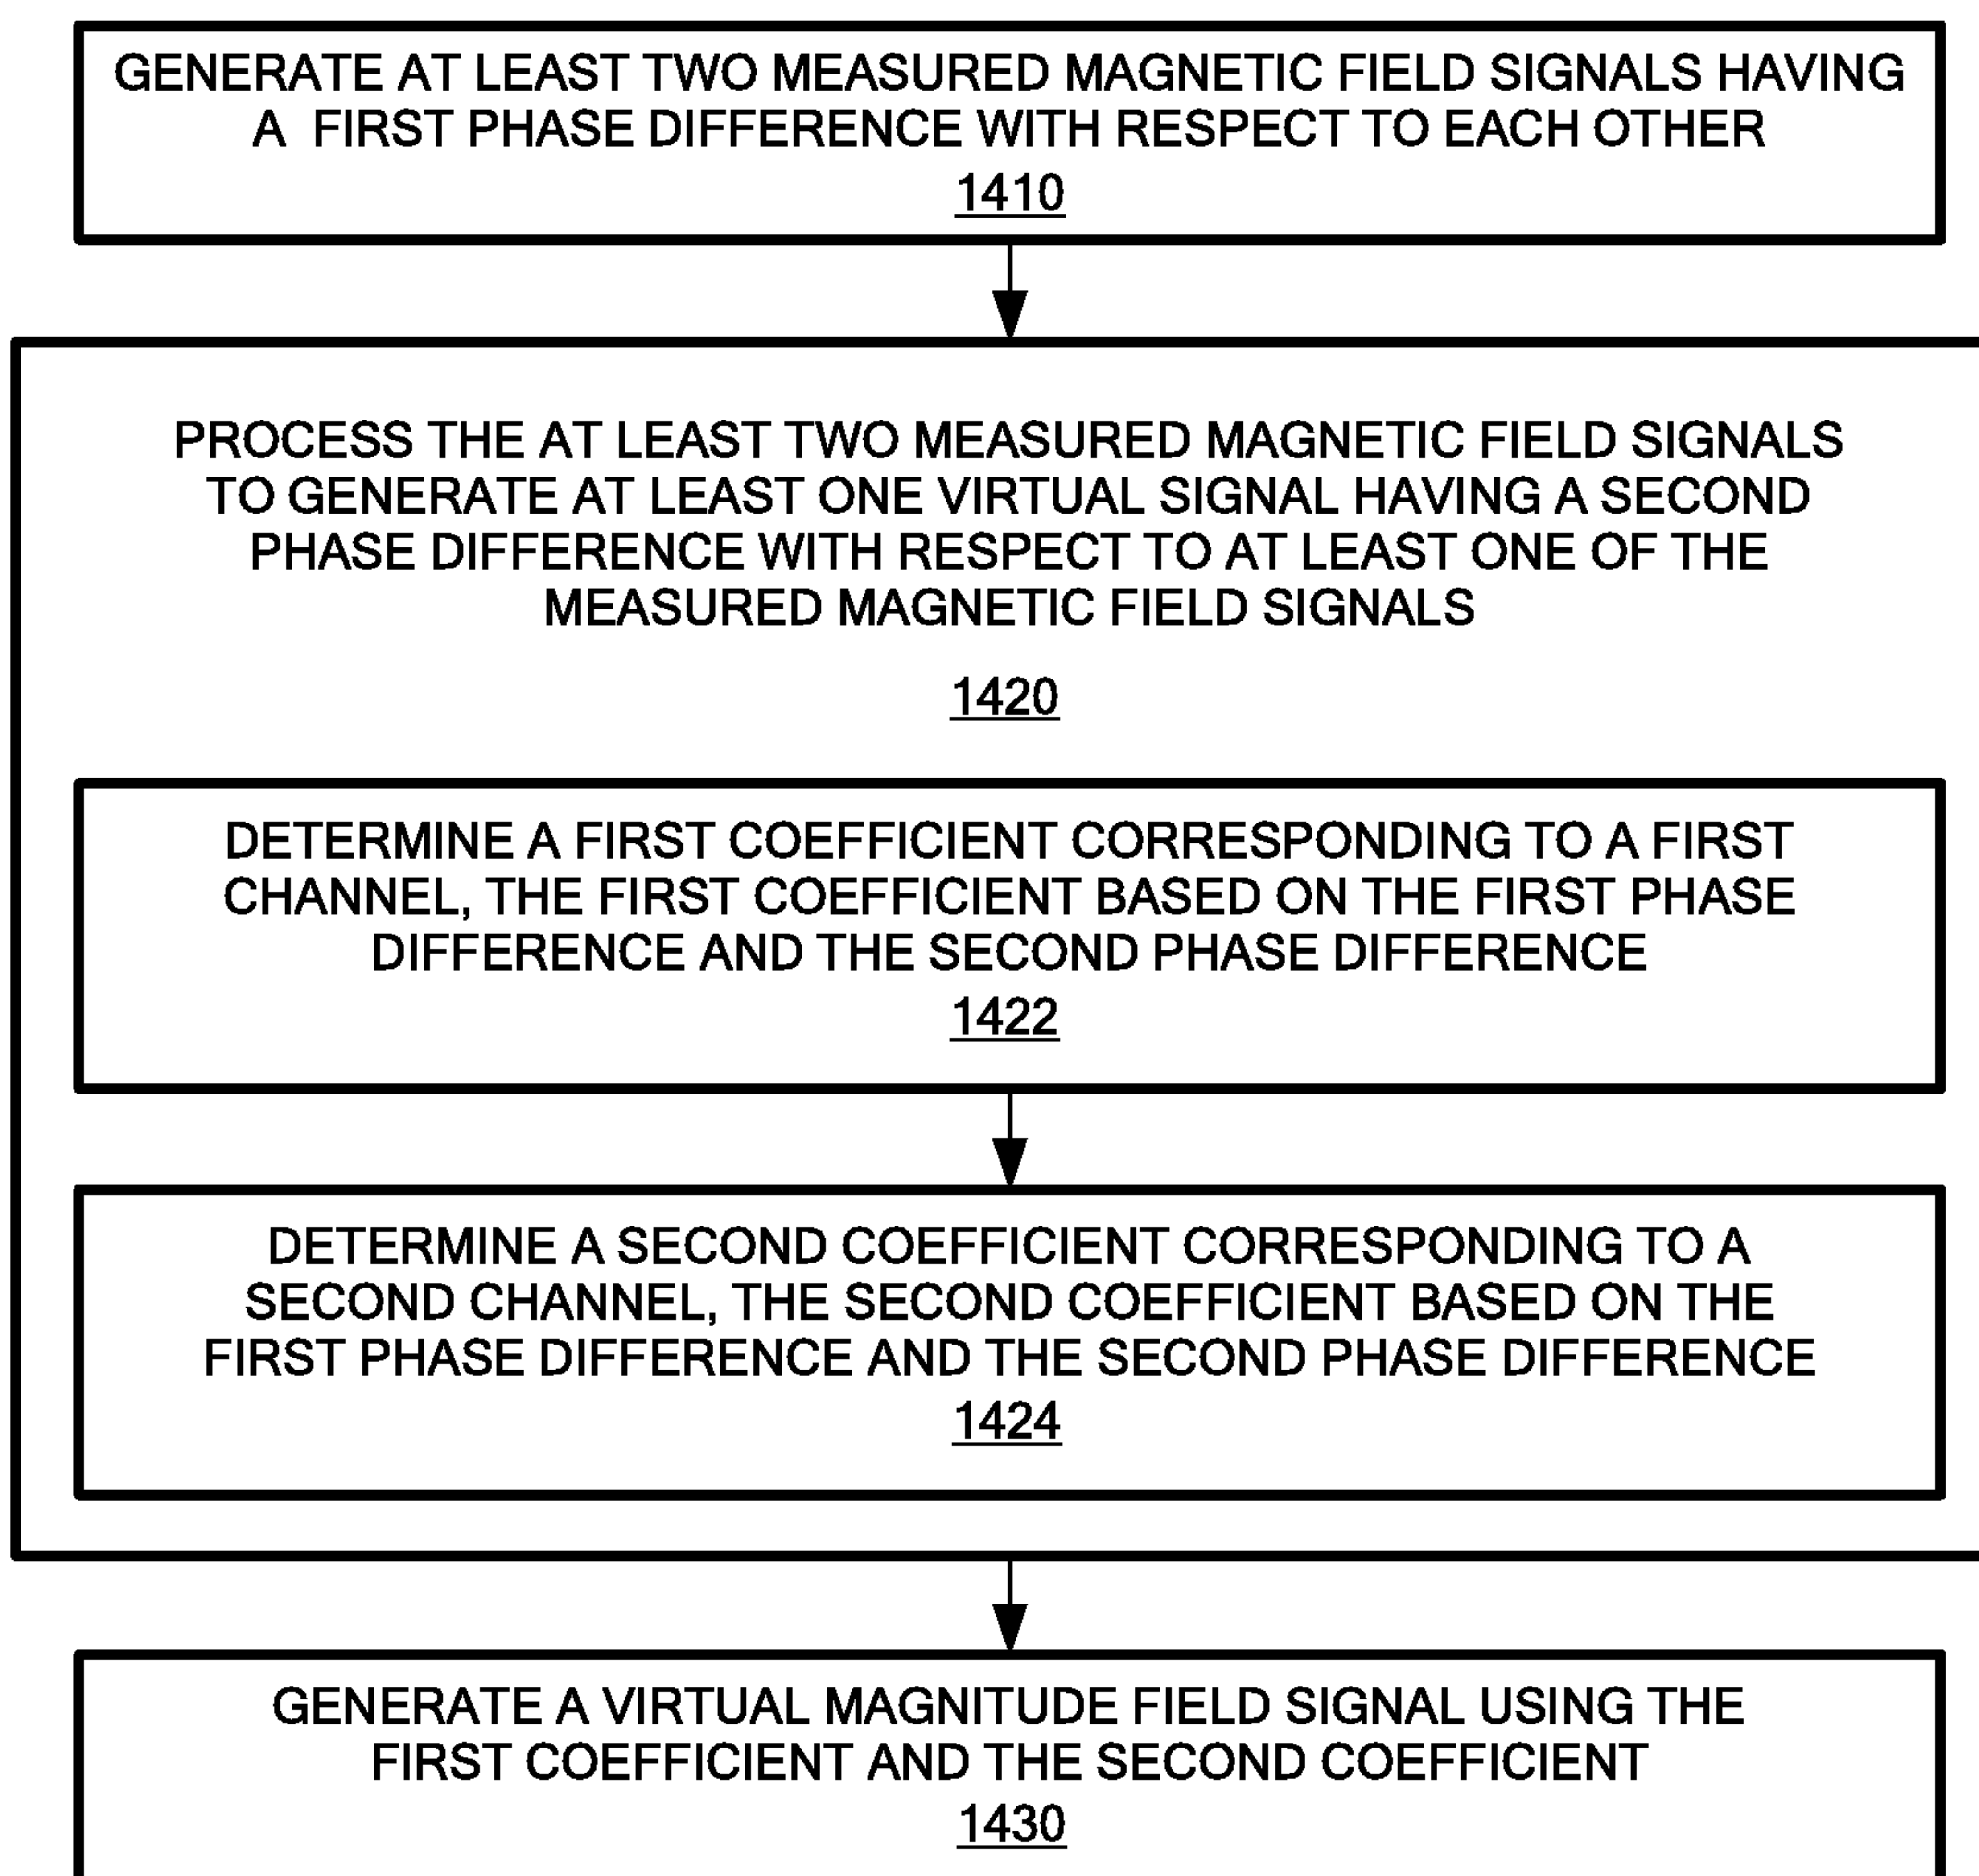 GENERATE AT LEAST TWO MEASURED MAGNETIC FIELD SIGNALS HAVING
A FIRST PHASE DIFFERENCE WITH RESPECT TO EACH OTHER
1410
PROCESS THE AT LEAST TWO MEASURED MAGNETIC FIELD SIGNALS
TO GENERATE AT LEAST ONE VIRTUAL SIGNAL HAVING A SECOND
PHASE DIFFERENCE WITH RESPECT TO AT LEAST ONE OF THE
MEASURED MAGNETIC FIELD SIGNALS
1420
DETERMINE A FIRST COEFFICIENT CORRESPONDING TO A FIRST
CHANNEL, THE FIRST COEFFICIENT BASED ON THE FIRST PHASE
DIFFERENCE AND THE SECOND PHASE DIFFERENCE
1422
DETERMINE A SECOND COEFFICIENT CORRESPONDING TO A
SECOND CHANNEL, THE SECOND COEFFICIENT BASED ON THE
FIRST PHASE DIFFERENCE AND THE SECOND PHASE DIFFERENCE
1424
GENERATE A VIRTUAL MAGNITUDE FIELD SIGNAL USING THE
FIRST COEFFICIENT AND THE SECOND COEFFICIENT
1430